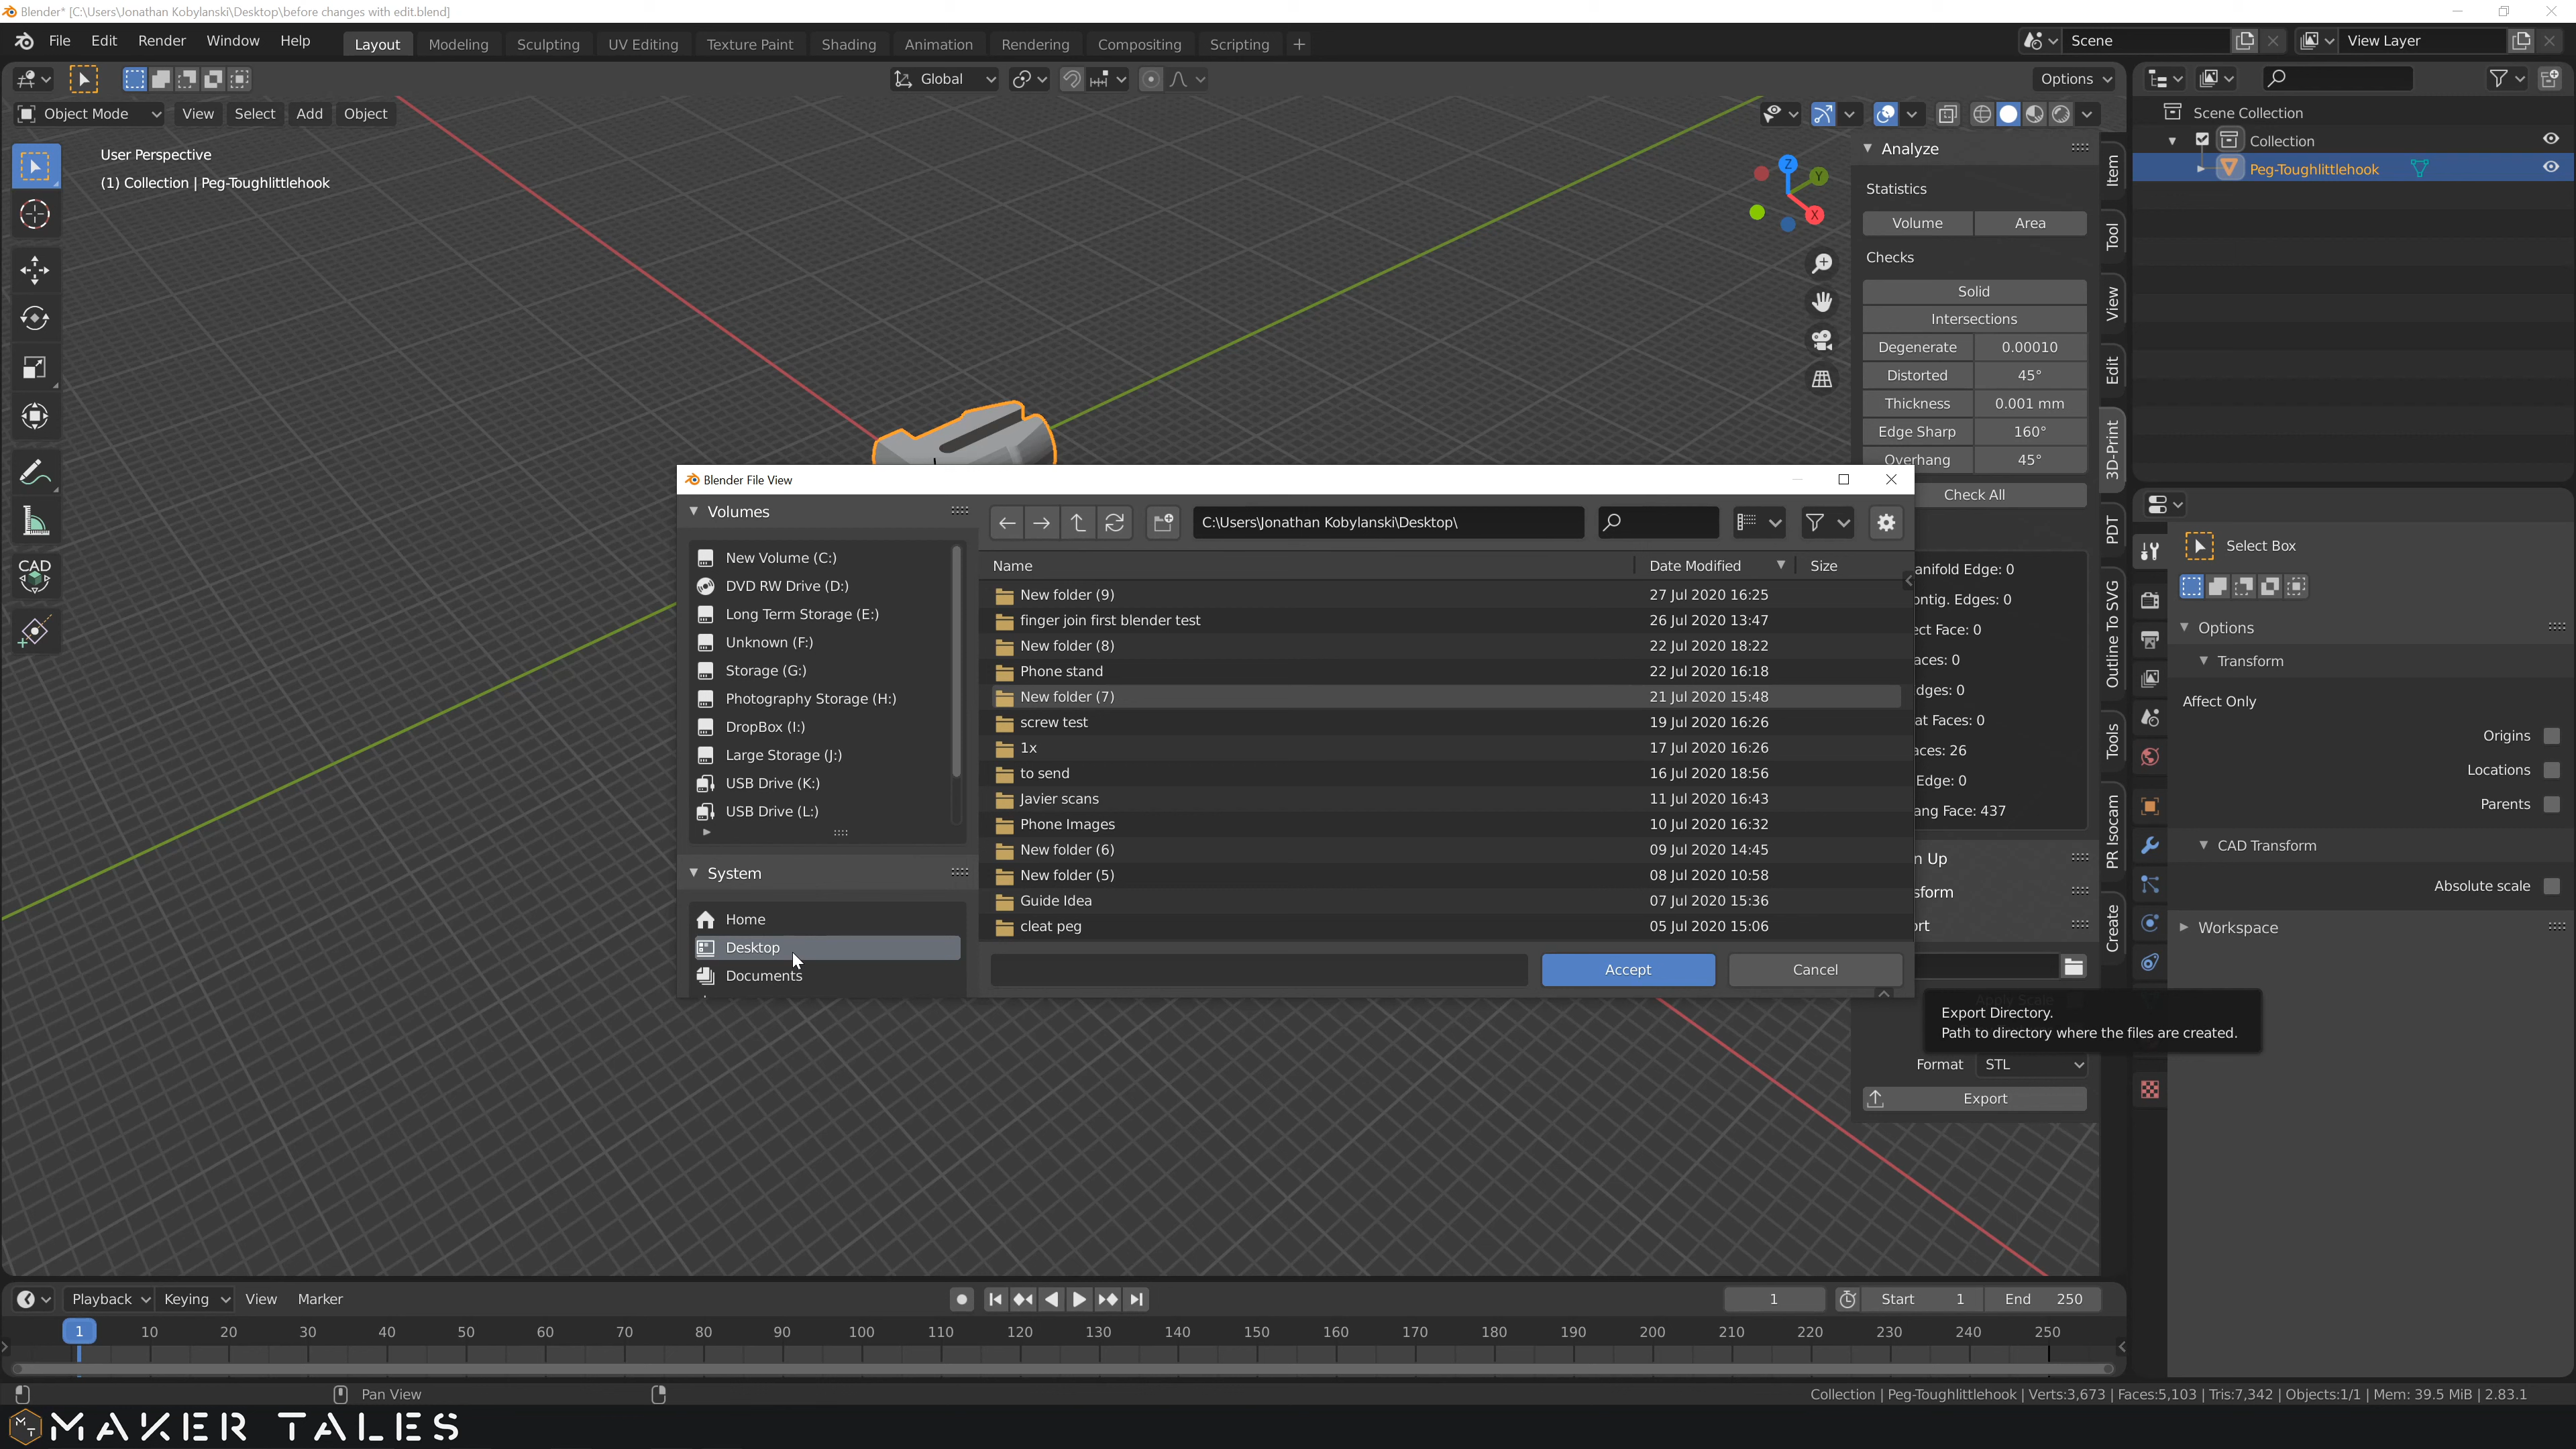 Blender* [C:\Users\Jonathan Kobylanski\Desktop\before changes with edit.blend]
File Edit Render Window Help Layout Modeling Sculpting UV Editing Texture Paint Shading Animation Rendering Compositing Scripting + Scene View Layer
Global Options
Object Mode View Select Add Object
User Perspective
(1) Collection | Peg-Toughlittlehook
Z
Y
X
Scene Collection
Collection
Peg-Toughlittlehook
Analyze
Statistics
Volume Area
Checks
Solid
Intersections
Degenerate 0.00010
Distorted 45°
Thickness 0.001 mm
Edge Sharp 160°
Overhang 45°
Check All
anifold Edge: 0
ontig. Edges: 0
ect Face: 0
aces: 0
dges: 0
at Faces: 0
aces: 26
Edge: 0
ang Face: 437
n Up
sform
ort
Apply Scale
Export Directory.
Path to directory where the files are created.
Format STL
Export
Item
Tool
View
Edit
3D-Print
PDT
Outline To SVG
Tools
PR Isocam
Create
CAD
Blender File View
Volumes
New Volume (C:)
DVD RW Drive (D:)
Long Term Storage (E:)
Unknown (F:)
Storage (G:)
Photography Storage (H:)
DropBox (I:)
Large Storage (J:)
USB Drive (K:)
USB Drive (L:)
System
Home
Desktop
Documents
C:\Users\Jonathan Kobylanski\Desktop\
Name Date Modified Size
New folder (9) 27 Jul 2020 16:25
finger join first blender test 26 Jul 2020 13:47
New folder (8) 22 Jul 2020 18:22
Phone stand 22 Jul 2020 16:18
New folder (7) 21 Jul 2020 15:48
screw test 19 Jul 2020 16:26
1x 17 Jul 2020 16:26
to send 16 Jul 2020 18:56
Javier scans 11 Jul 2020 16:43
Phone Images 10 Jul 2020 16:32
New folder (6) 09 Jul 2020 14:45
New folder (5) 08 Jul 2020 10:58
Guide Idea 07 Jul 2020 15:36
cleat peg 05 Jul 2020 15:06
Accept Cancel
Select Box
Options
Transform
Affect Only
Origins
Locations
Parents
CAD Transform
Absolute scale
Workspace
Playback Keying View Marker 1 Start 1 End 250
1 10 20 30 40 50 60 70 80 90 100 110 120 130 140 150 160 170 180 190 200 210 220 230 240 250
Pan View
Collection | Peg-Toughlittlehook | Verts:3,673 | Faces:5,103 | Tris:7,342 | Objects:1/1 | Mem: 39.5 MiB | 2.83.1
MT MAKER TALES